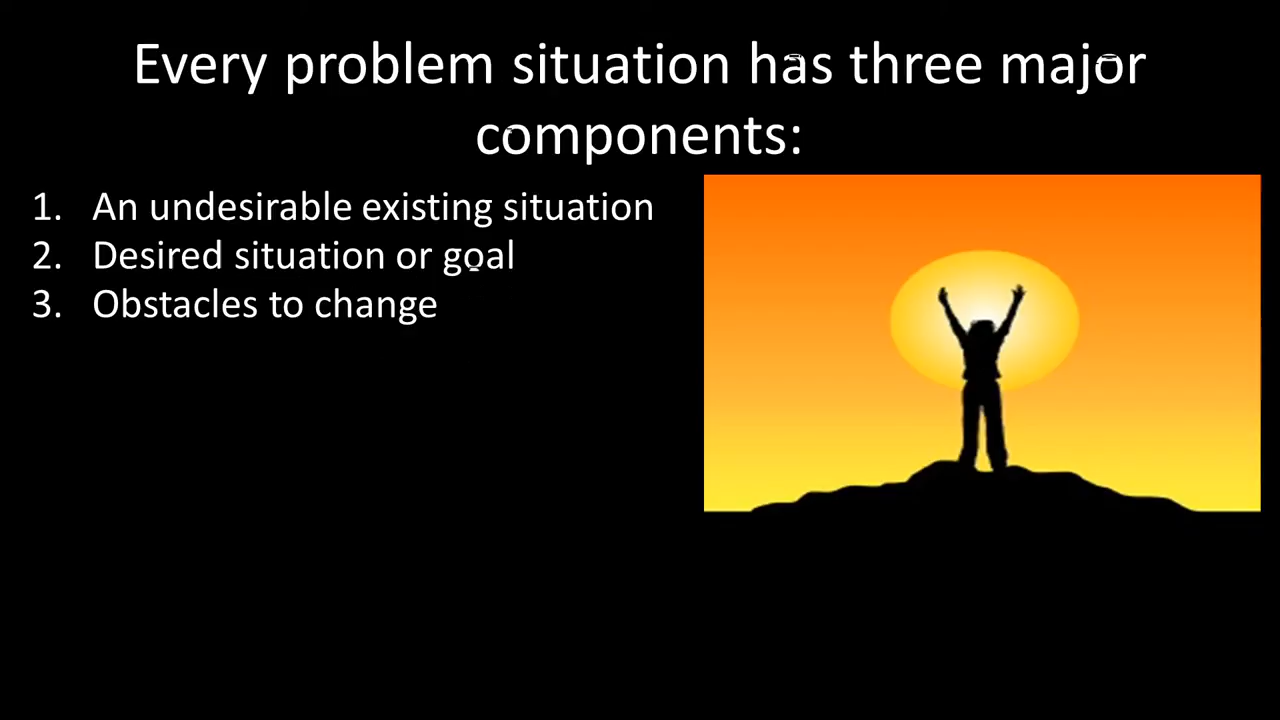 Every problem situation has three major
components:
1. An undesirable existing situation
2. Desired situation or goal
3. Obstacles to change